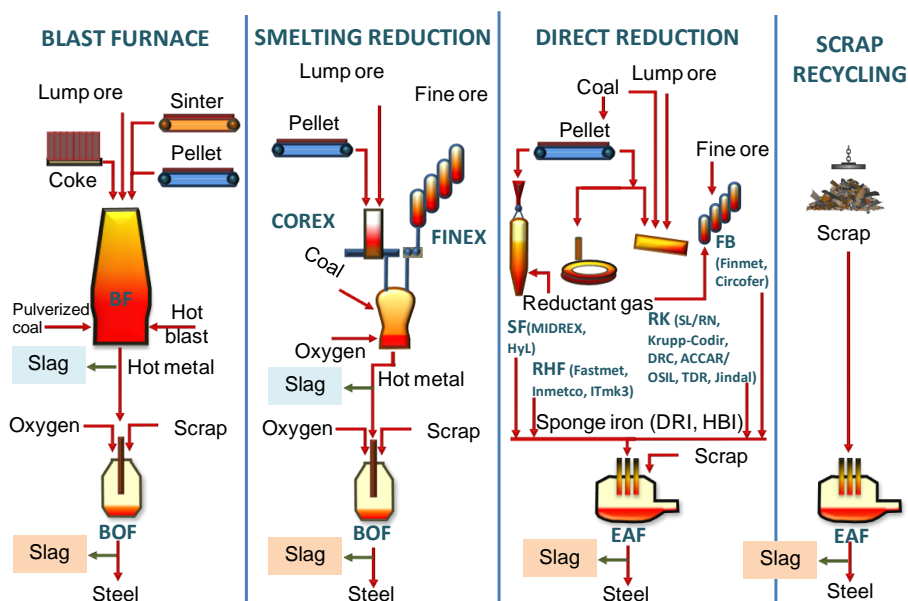 BLAST FURNACE
Lump ore
Sinter
Pellet
Coke
BF
Pulverized
coal
Hot
blast
Slag
Hot metal
Oxygen
Scrap
BOF
Slag
Steel
SMELTING REDUCTION
Lump ore
Fine ore
Pellet
COREX
FINEX
Coal
Oxygen
Slag
Hot metal
Oxygen
Scrap
BOF
Slag
Steel
DIRECT REDUCTION
Lump ore
Coal
Pellet
Fine ore
FB
(Finmet,
Circofer)
Reductant gas
SF(MIDREX,
HyL)
RHF (Fastmet,
Inmetco, ITmk3)
RK (SL/RN,
Krupp-Codir,
DRC, ACCAR/
OSIL, TDR, Jindal)
Sponge iron (DRI, HBI)
Scrap
EAF
Slag
Steel
SCRAP
RECYCLING
Scrap
EAF
Slag
Steel